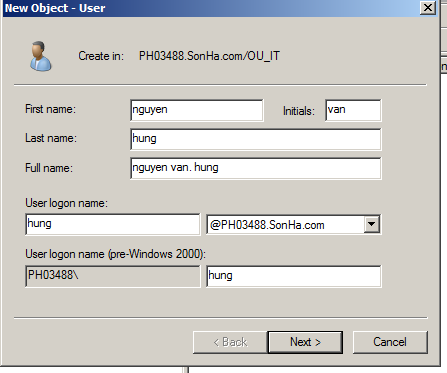 New Object - User
Create in: PH03488.SonHa.com/OU_IT
First name: nguyen Initials: van
Last name: hung
Full name: nguyen van. hung
User logon name:
hung @PH03488.SonHa.com
User logon name (pre-Windows 2000):
PH03488\ hung
< Back Next > Cancel